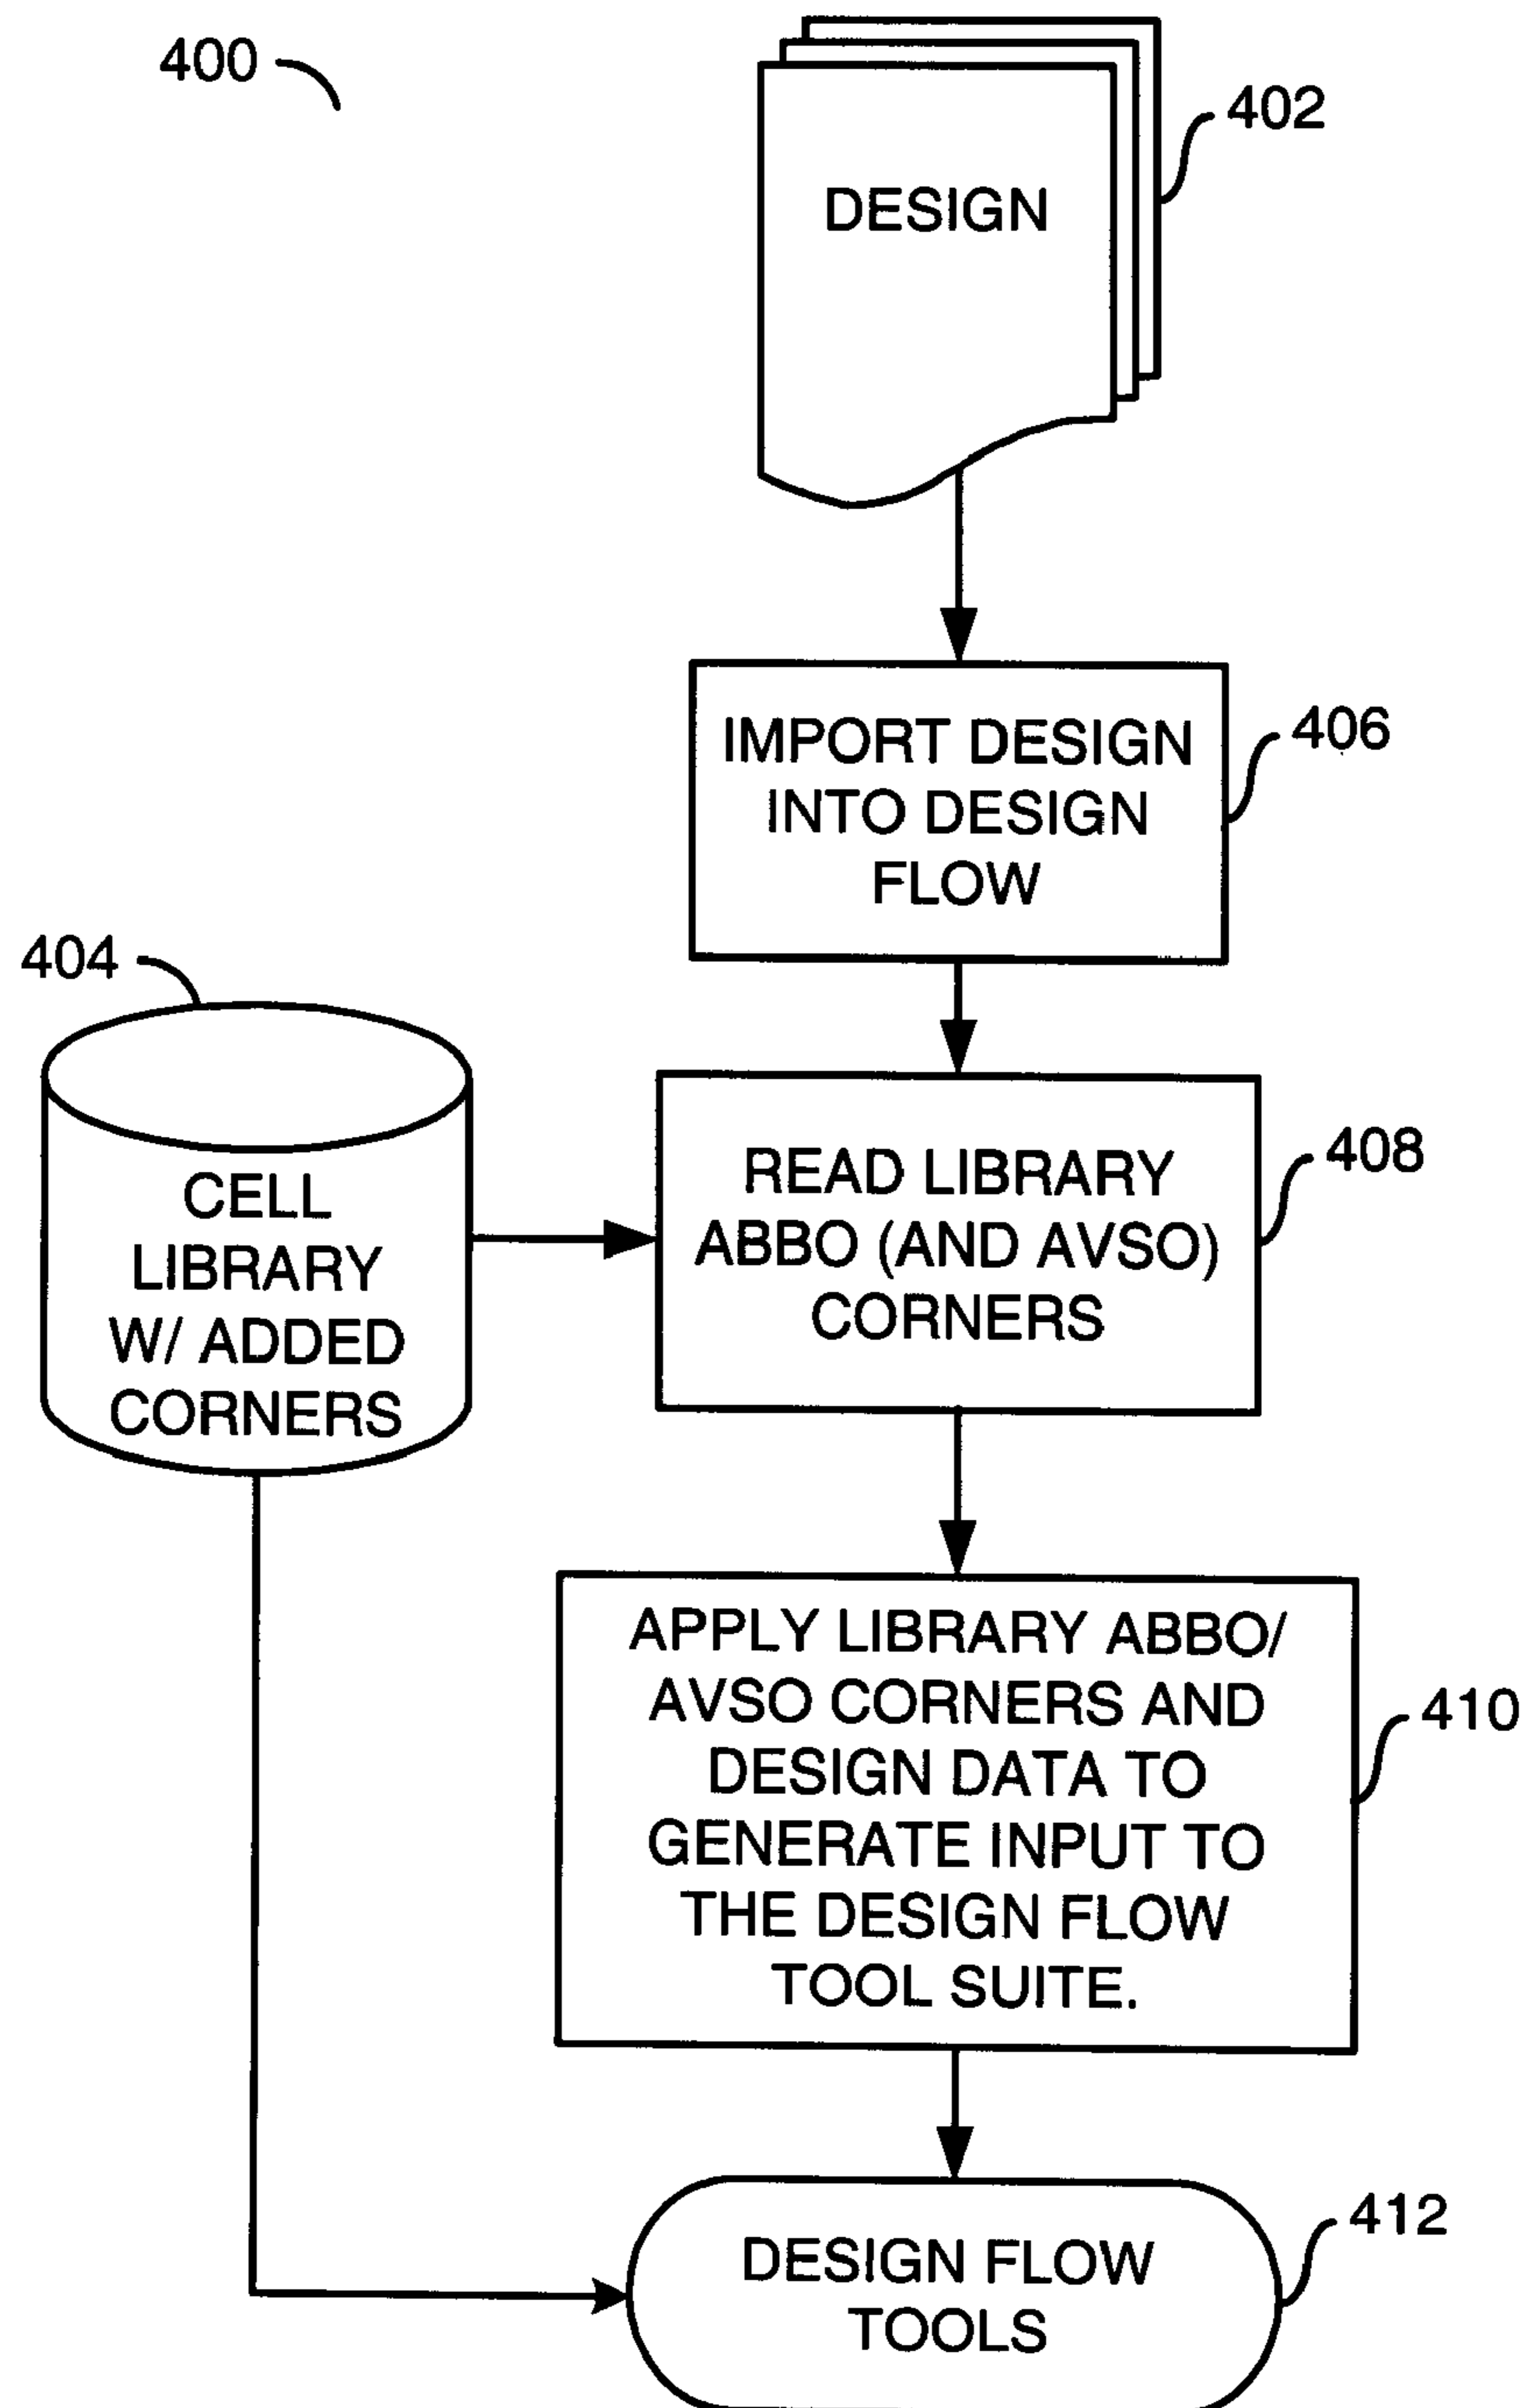 400
402
DESIGN
IMPORT DESIGN
INTO DESIGN
FLOW
406
404
CELL
LIBRARY
W/ ADDED
CORNERS
READ LIBRARY
ABBO (AND AVSO)
CORNERS
408
APPLY LIBRARY ABBO/
AVSO CORNERS AND
DESIGN DATA TO
GENERATE INPUT TO
THE DESIGN FLOW
TOOL SUITE.
410
DESIGN FLOW
TOOLS
412